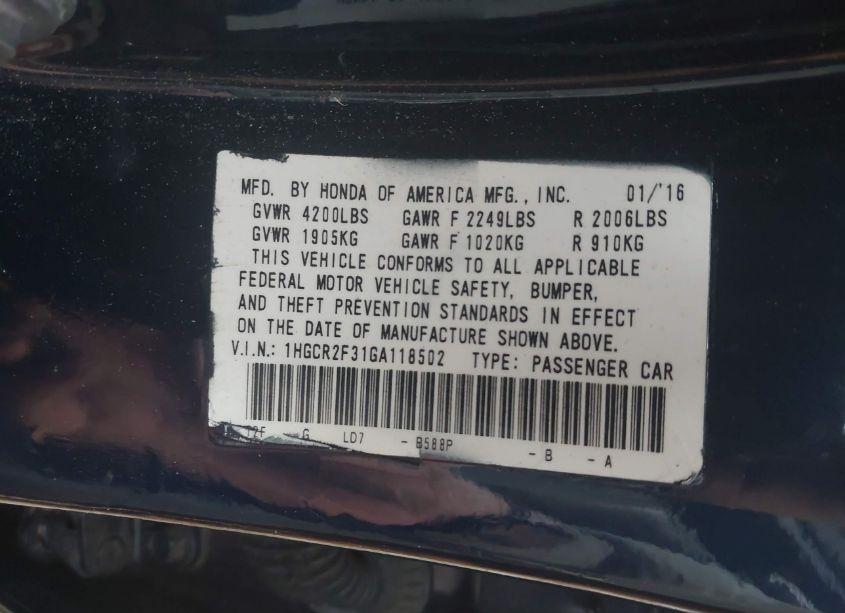 MFD. BY HONDA OF AMERICA MFG., INC. 01/'16
GVWR 4200LBS GAWR F 2249LBS R 2006LBS
GVWR 1905KG GAWR F 1020KG R 910KG
THIS VEHICLE CONFORMS TO ALL APPLICABLE
FEDERAL MOTOR VEHICLE SAFETY, BUMPER,
AND THEFT PREVENTION STANDARDS IN EFFECT
ON THE DATE OF MANUFACTURE SHOWN ABOVE.
V.I.N.: 1HGCR2F31GA118502 TYPE: PASSENGER CAR
G LD7 - B588P - B - A